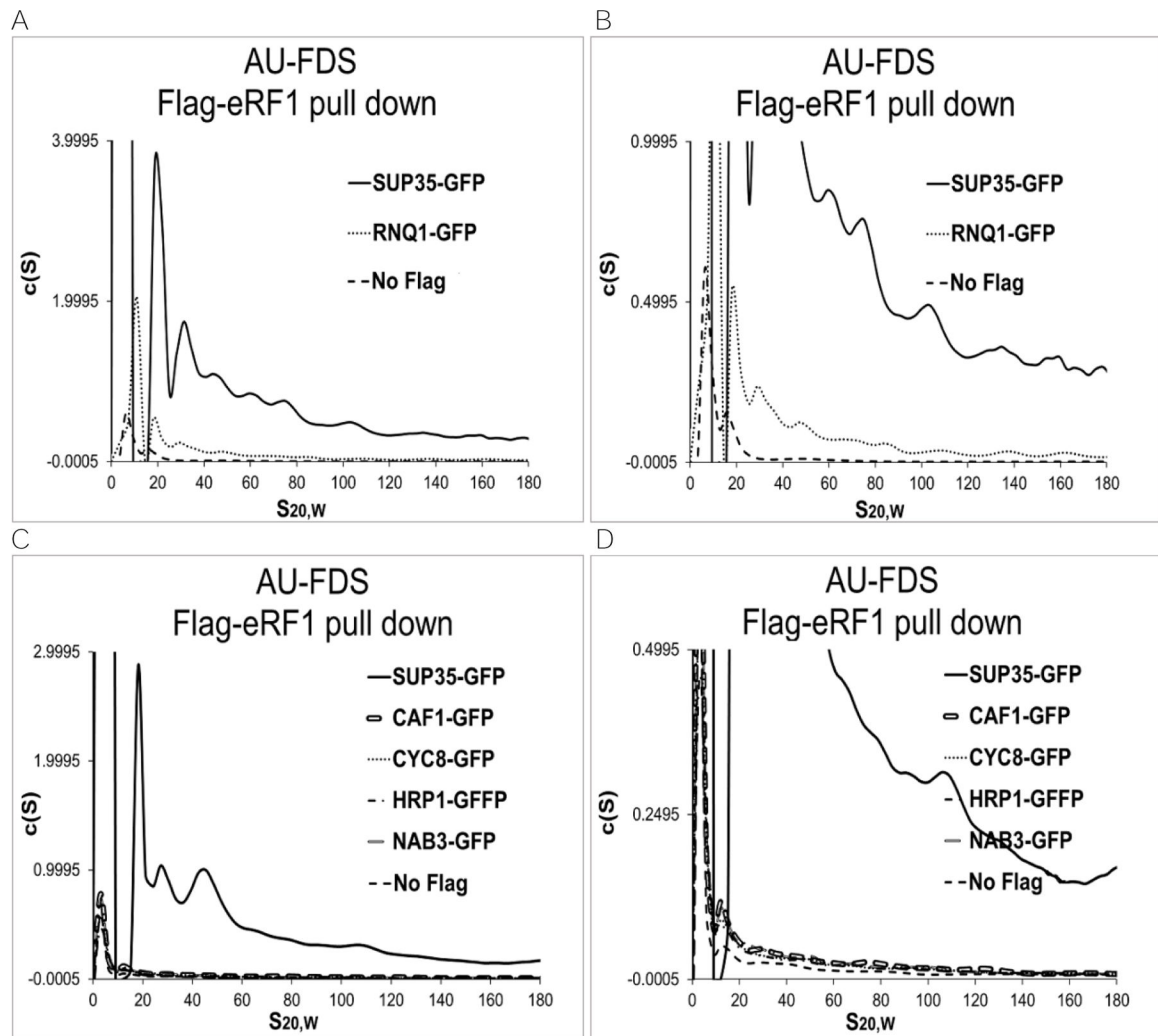 A
AU-FDS
Flag-eRF1 pull down
3.9995
1.9995
-0.0005
c(S)
SUP35-GFP
RNQ1-GFP
No Flag
0 20 40 60 80 100 120 140 160 180
S20,W
B
AU-FDS
Flag-eRF1 pull down
0.9995
0.4995
-0.0005
c(S)
SUP35-GFP
RNQ1-GFP
No Flag
0 20 40 60 80 100 120 140 160 180
S20,W
C
AU-FDS
Flag-eRF1 pull down
2.9995
1.9995
0.9995
-0.0005
c(S)
SUP35-GFP
CAF1-GFP
CYC8-GFP
HRP1-GFFP
NAB3-GFP
No Flag
0 20 40 60 80 100 120 140 160 180
S20,W
D
AU-FDS
Flag-eRF1 pull down
0.4995
0.2495
-0.0005
c(S)
SUP35-GFP
CAF1-GFP
CYC8-GFP
HRP1-GFFP
NAB3-GFP
No Flag
0 20 40 60 80 100 120 140 160 180
S20,W